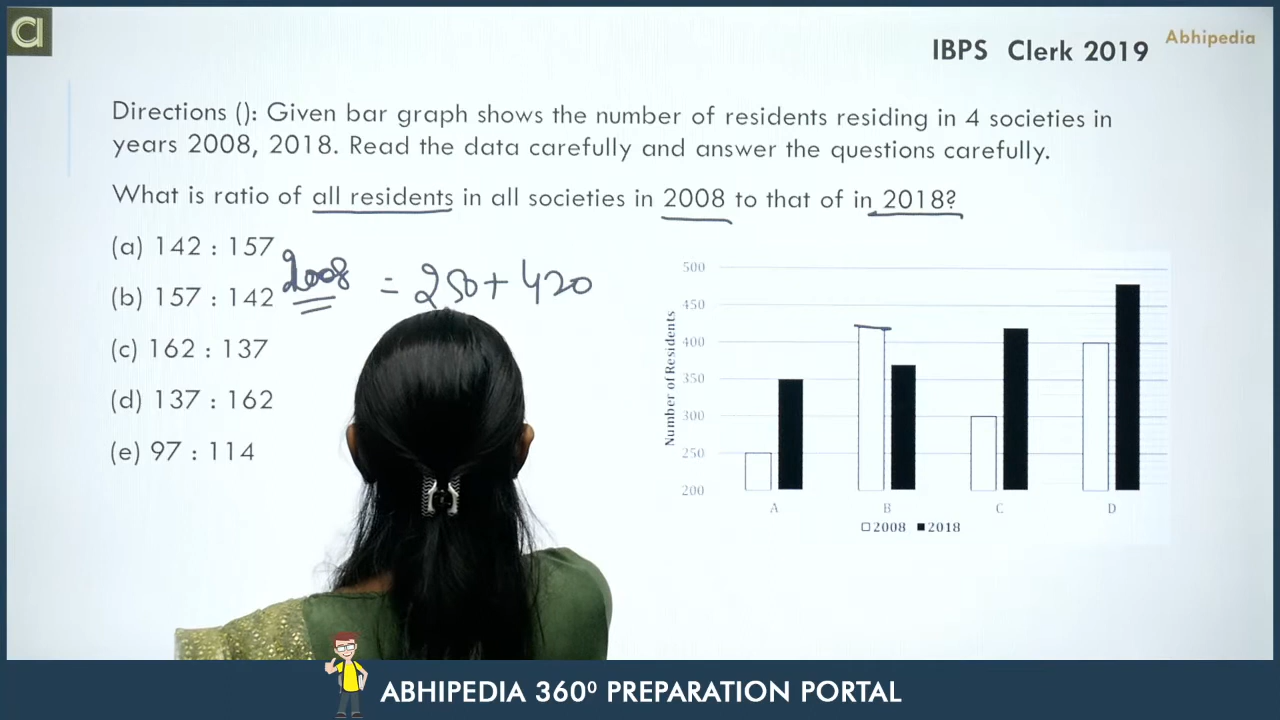 Abhipedia
IBPS Clerk 2019
Directions (): Given bar graph shows the number of residents residing in 4 societies in
years 2008, 2018. Read the data carefully and answer the questions carefully.
What is ratio of all residents in all societies in 2008 to that of in 2018?
(a) 142 : 157
(b) 157 : 142
(c) 162 : 137
(d) 137 : 162
(e) 97 : 114
2008 = 250 + 420
Number of Residents
500
450
400
350
300
250
200
A B C D
2008 2018
ABHIPEDIA 360⁰ PREPARATION PORTAL